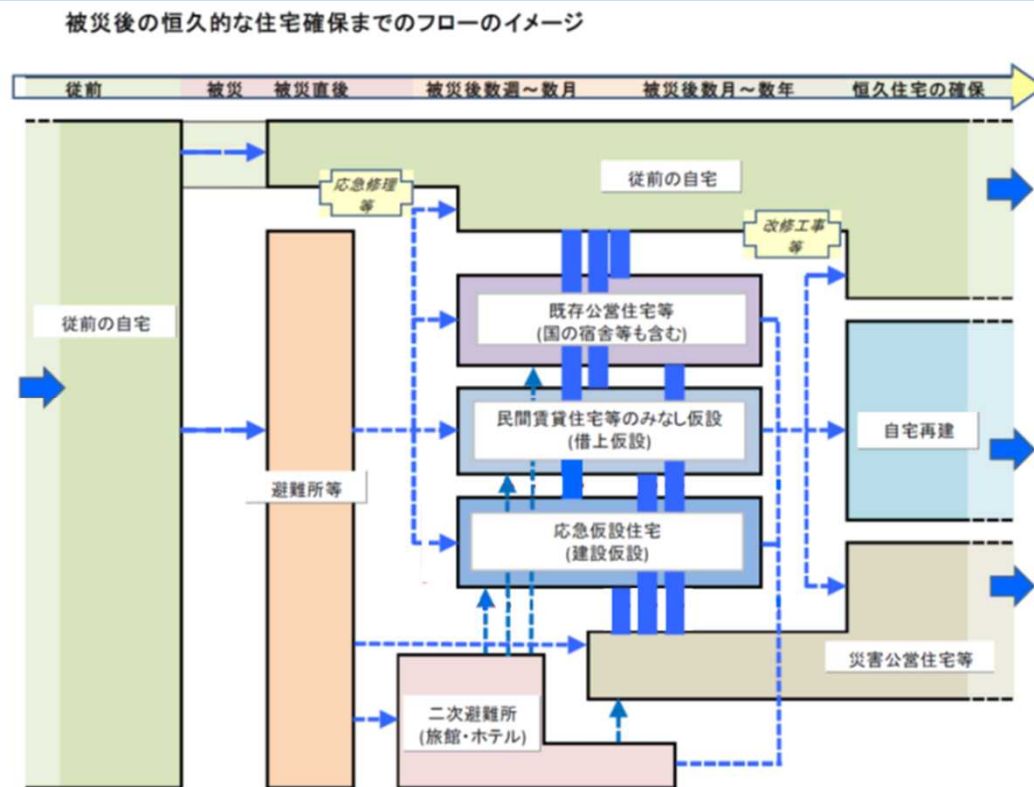 被災後の恒久的な住宅確保までのフローのイメージ
従前
被災
被災直後
被災後数週～数月
被災後数月～数年
恒久住宅の確保
応急修理
等
従前の自宅
改修工事
等
従前の自宅
既存公営住宅等
(国の宿舎等も含む)
民間賃貸住宅等のみなし仮設
(借上仮設)
自宅再建
避難所等
応急仮設住宅
(建設仮設)
災害公営住宅等
二次避難所
(旅館・ホテル)